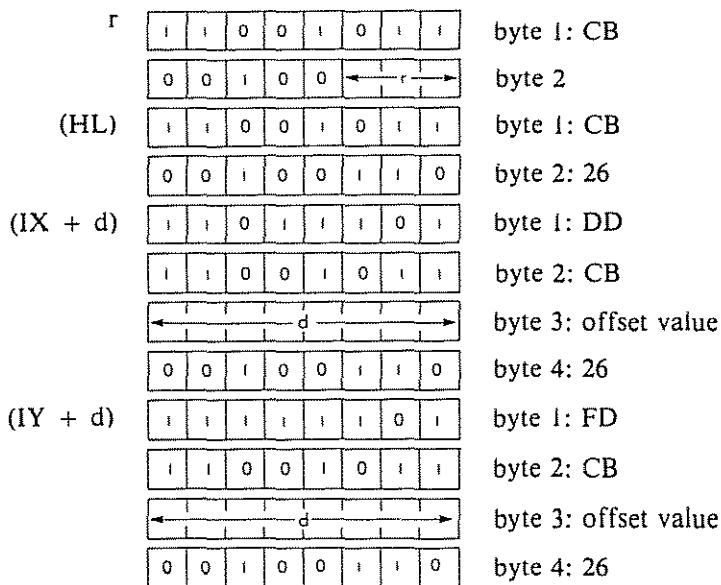 r 1 1 0 0 1 0 1 1 byte 1: CB
0 0 1 0 0 r byte 2
(HL) 1 1 0 0 1 0 1 1 byte 1: CB
0 0 1 0 0 1 1 0 byte 2: 26
(IX + d) 1 1 0 1 1 1 0 1 byte 1: DD
1 1 0 0 1 0 1 1 byte 2: CB
d byte 3: offset value
0 0 1 0 0 1 1 0 byte 4: 26
(IY + d) 1 1 1 1 1 1 0 1 byte 1: FD
1 1 0 0 1 0 1 1 byte 2: CB
d byte 3: offset value
0 0 1 0 0 1 1 0 byte 4: 26